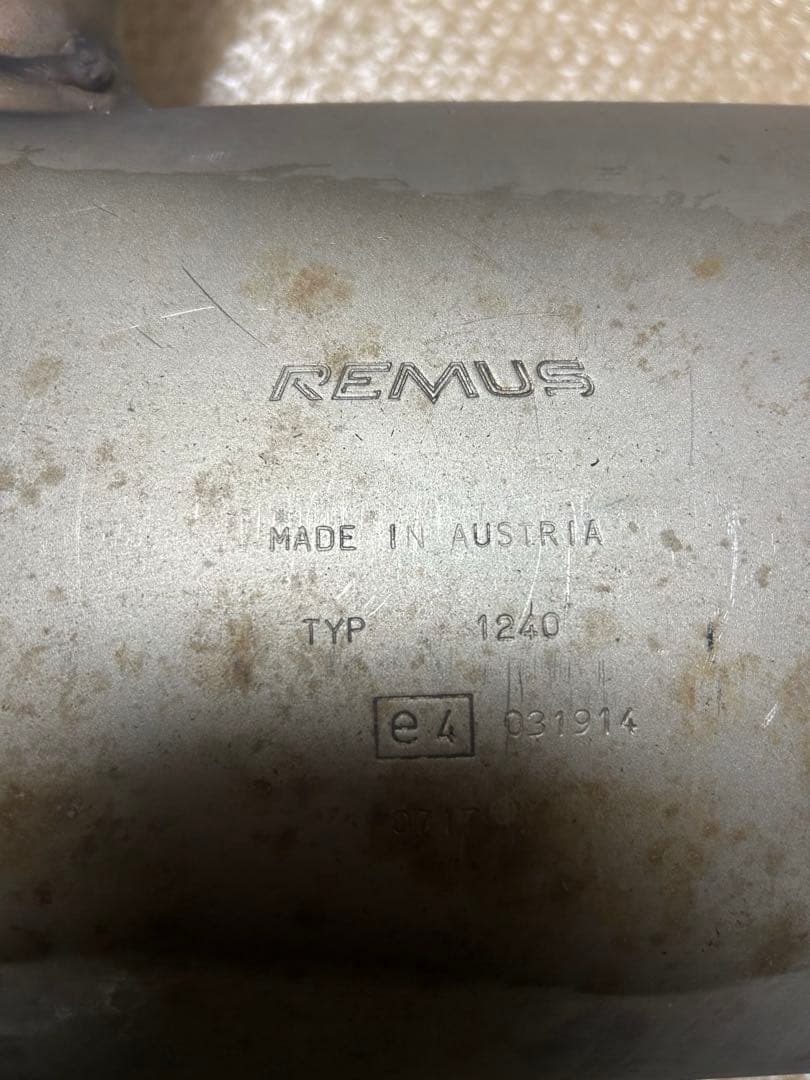 REMUS
MADE IN AUSTRIA
TYP 1240
e4 031914